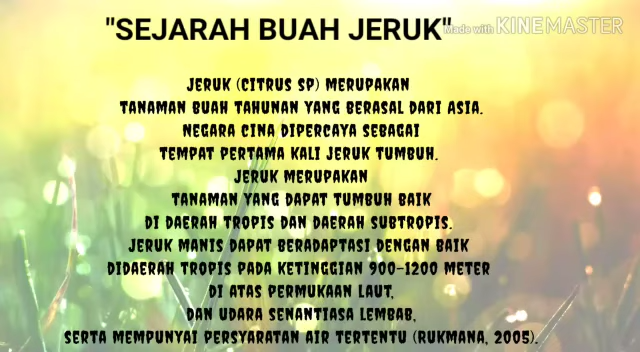 "SEJARAH BUAH JERUK"
Made with KINEMASTER
JERUK (CITRUS SP) MERUPAKAN
TANAMAN BUAH TAHUNAN YANG BERASAL DARI ASIA.
NEGARA CINA DIPERCAYA SEBAGAI
TEMPAT PERTAMA KALI JERUK TUMBUH.
JERUK MERUPAKAN
TANAMAN YANG DAPAT TUMBUH BAIK
DI DAERAH TROPIS DAN DAERAH SUBTROPIS.
JERUK MANIS DAPAT BERADAPTASI DENGAN BAIK
DIDAERAH TROPIS PADA KETINGGIAN 900-1200 METER
DI ATAS PERMUKAAN LAUT,
DAN UDARA SENANTIASA LEMBAB,
SERTA MEMPUNYAI PERSYARATAN AIR TERTENTU (RUKMANA, 2005).